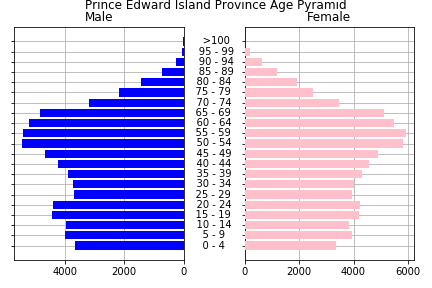 Prince Edward Island Province Age Pyramid
Male Female
>100
95 - 99
90 - 94
85 - 89
80 - 84
75 - 79
70 - 74
65 - 69
60 - 64
55 - 59
50 - 54
45 - 49
40 - 44
35 - 39
30 - 34
25 - 29
20 - 24
15 - 19
10 - 14
5 - 9
0 - 4
4000 2000 0 0 2000 4000 6000